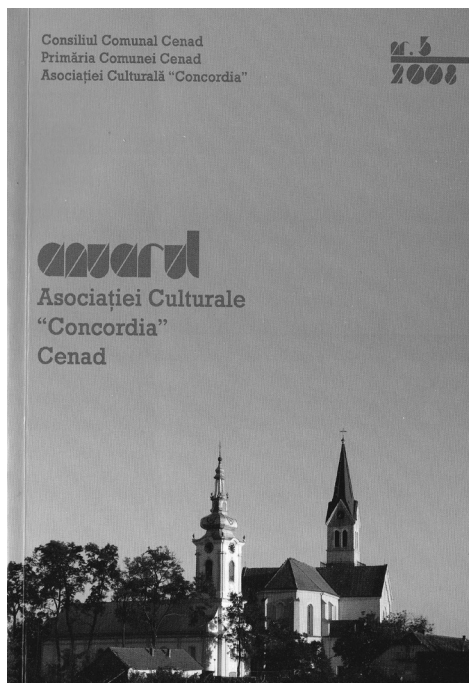 Consiliul Comunal Cenad
Primăria Comunei Cenad
Asociației Culturală “Concordia”
nr. 5
2008
anuarul
Asociației Culturale
“Concordia”
Cenad